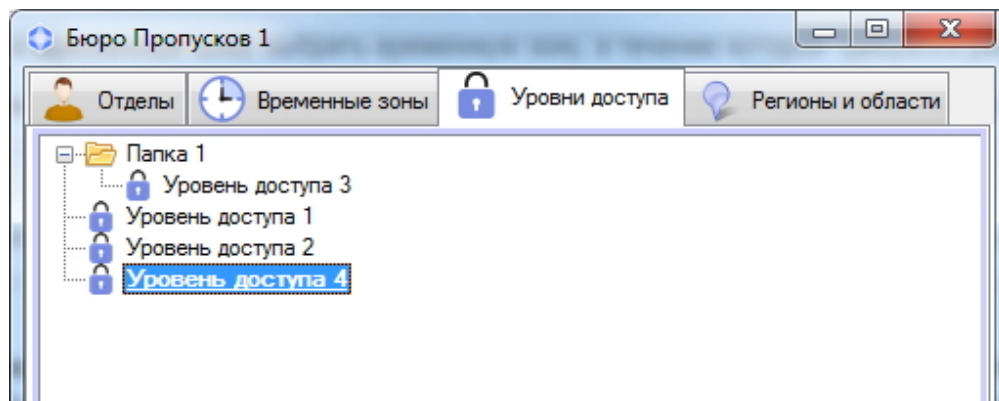 Бюро Пропусков 1
Отделы Временные зоны Уровни доступа Регионы и области
Папка 1
Уровень доступа 3
Уровень доступа 1
Уровень доступа 2
Уровень доступа 4